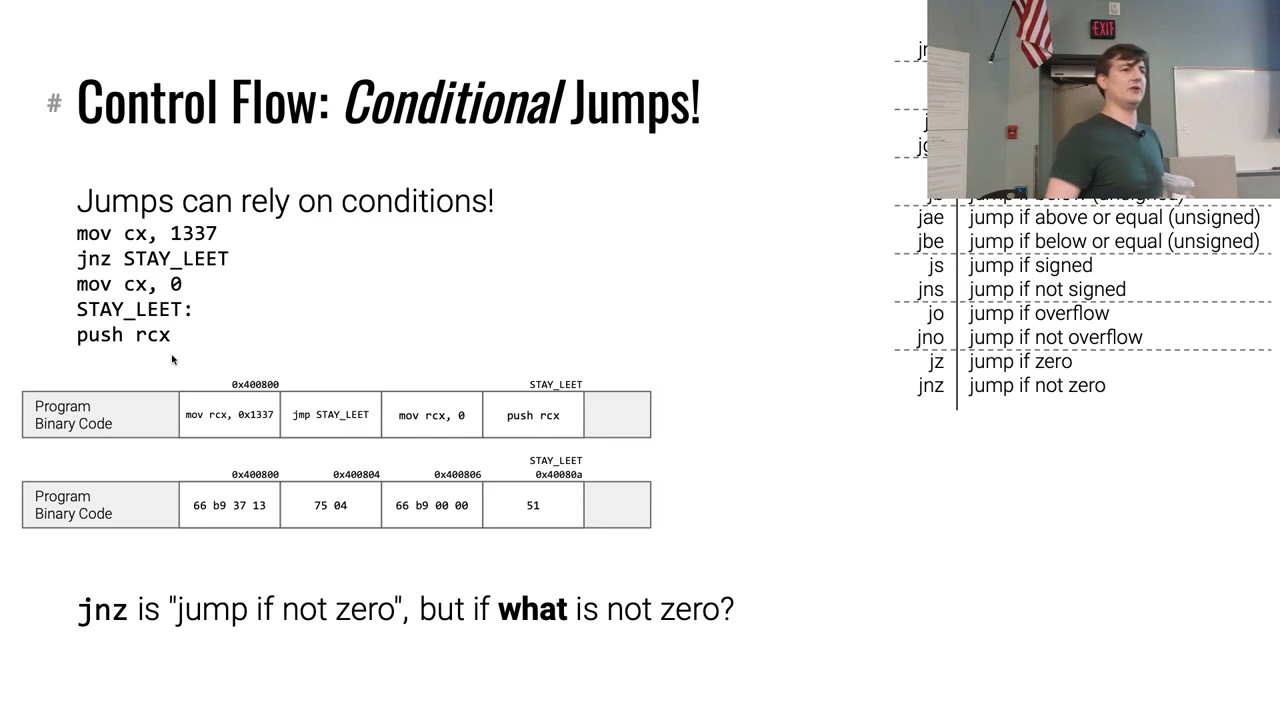 # Control Flow: Conditional Jumps!
Jumps can rely on conditions!
mov cx, 1337
jnz STAY_LEET
mov cx, 0
STAY_LEET:
push rcx
0x400800 STAY_LEET
Program
Binary Code
mov rcx, 0x1337 jmp STAY_LEET mov rcx, 0 push rcx
STAY_LEET
0x400800 0x400804 0x400806 0x40080a
Program
Binary Code
66 b9 37 13 75 04 66 b9 00 00 51
jnz is "jump if not zero", but if what is not zero?
EXIT
jae jump if above or equal (unsigned)
jbe jump if below or equal (unsigned)
js jump if signed
jns jump if not signed
jo jump if overflow
jno jump if not overflow
jz jump if zero
jnz jump if not zero